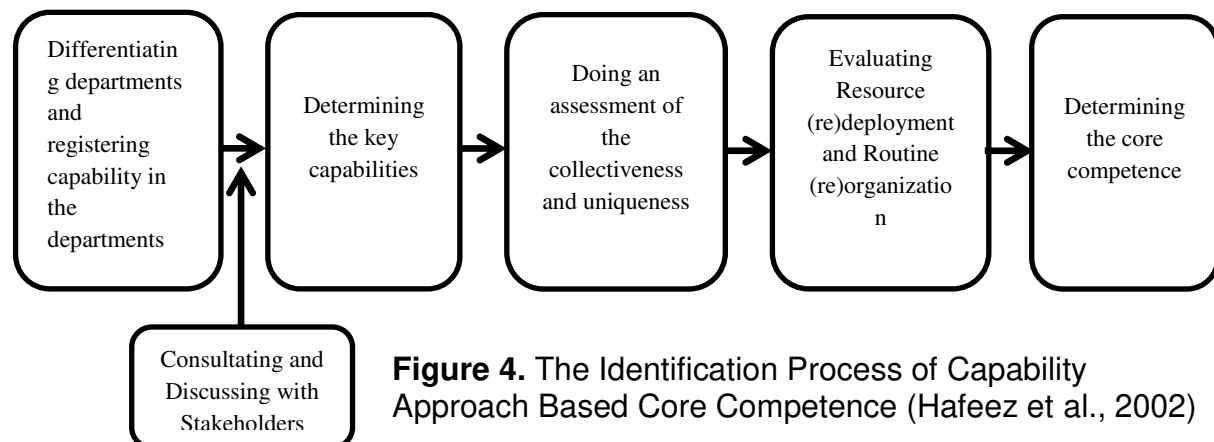 Differentiatin
g departments
and
registering
capability in
the
departments
Determining
the key
capabilities
Doing an
assessment of
the
collectiveness
and uniqueness
Evaluating
Resource
(re)deployment
and Routine
(re)organizatio
n
Determining
the core
competence
Consultating and
Discussing with
Stakeholders
Figure 4. The Identification Process of Capability
Approach Based Core Competence (Hafeez et al., 2002)